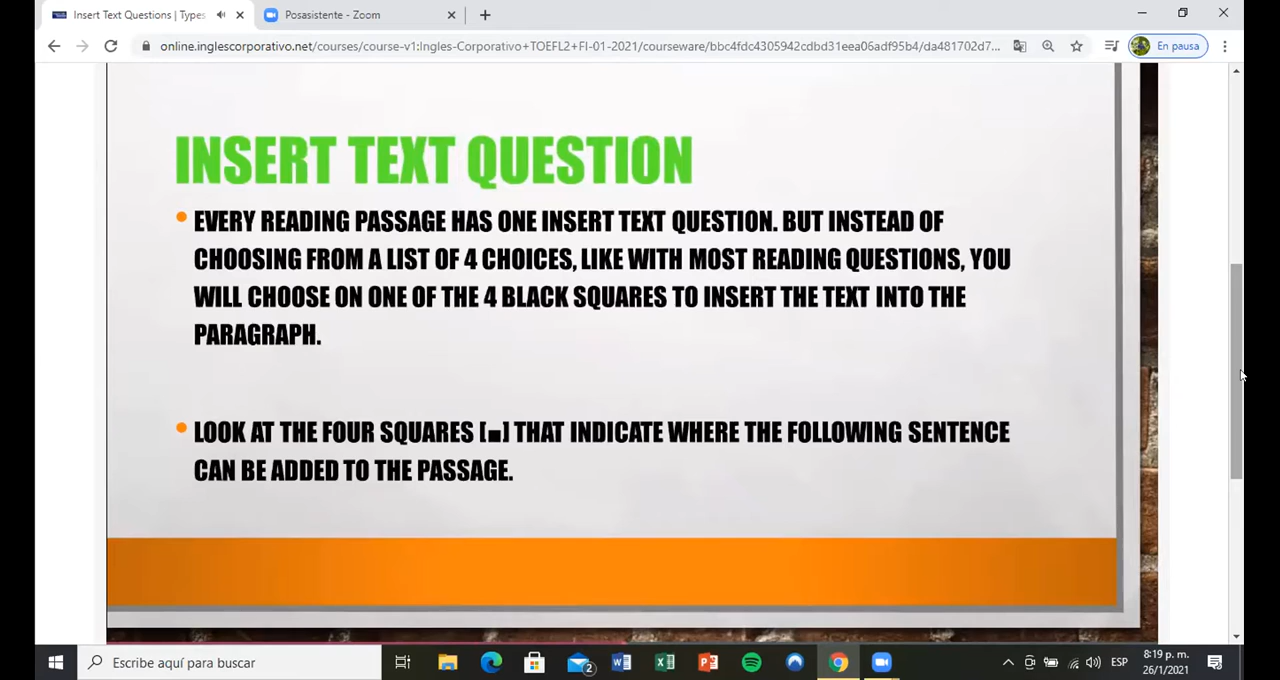 Insert Text Questions | Types
Posasistente - Zoom
online.inglescorporativo.net/courses/course-v1:Ingles-Corporativo+TOEFL2+FI-01-2021/courseware/bbc4fdc4305942cdbd31eea06adf95b4/da481702d7...
En pausa
INSERT TEXT QUESTION
• EVERY READING PASSAGE HAS ONE INSERT TEXT QUESTION. BUT INSTEAD OF
CHOOSING FROM A LIST OF 4 CHOICES, LIKE WITH MOST READING QUESTIONS, YOU
WILL CHOOSE ON ONE OF THE 4 BLACK SQUARES TO INSERT THE TEXT INTO THE
PARAGRAPH.
• LOOK AT THE FOUR SQUARES [■] THAT INDICATE WHERE THE FOLLOWING SENTENCE
CAN BE ADDED TO THE PASSAGE.
Escribe aquí para buscar
2
ESP
8:19 p. m.
26/1/2021